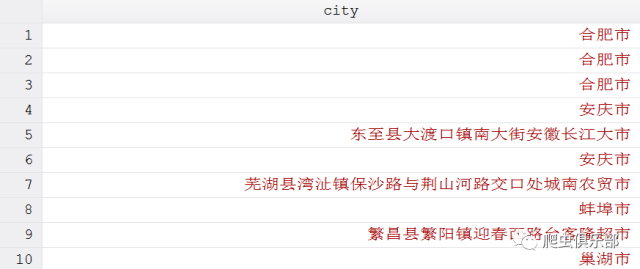 city
1 合肥市
2 合肥市
3 合肥市
4 安庆市
5 东至县大渡口镇南大街安徽长江大市
6 安庆市
7 芜湖县湾沚镇保沙路与荆山河路交口处城南农贸市
8 蚌埠市
9 繁昌县繁阳镇迎春西路台客隆超市
10 巢湖市
爬虫俱乐部